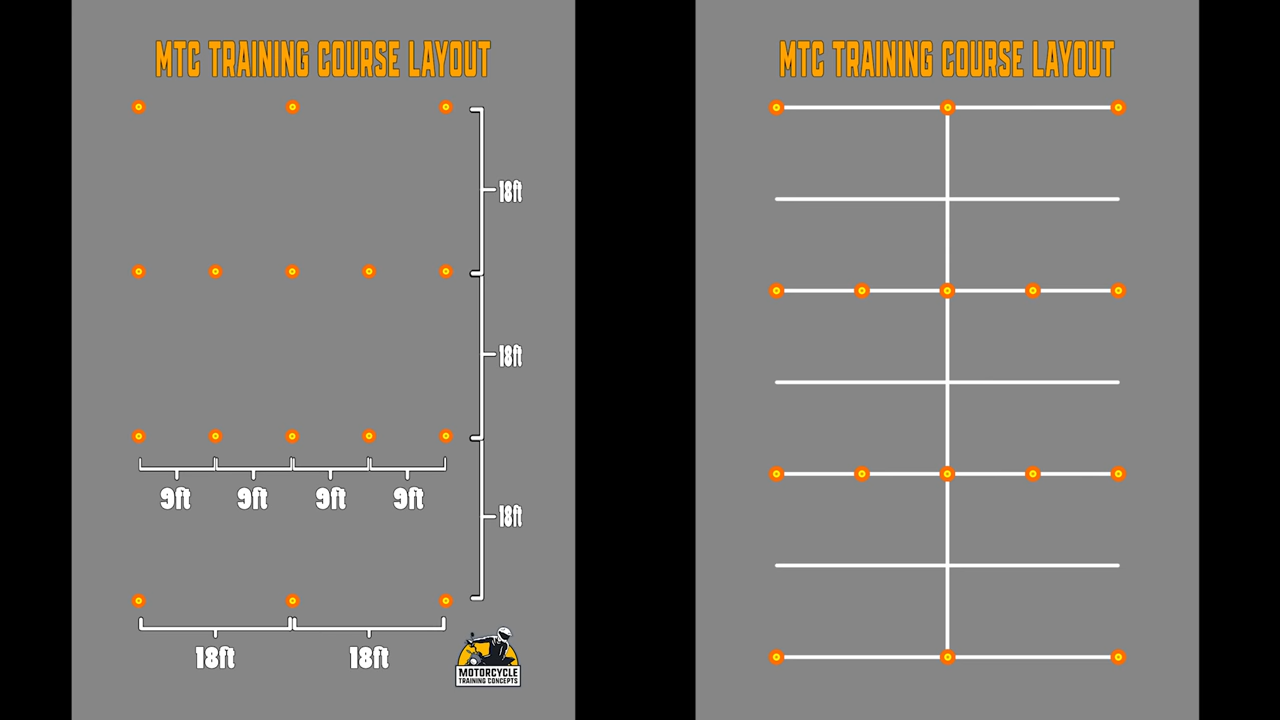 MTC TRAINING COURSE LAYOUT
18ft
18ft
9ft 9ft 9ft 9ft
18ft
18ft 18ft
MOTORCYCLE
TRAINING CONCEPTS
MTC TRAINING COURSE LAYOUT